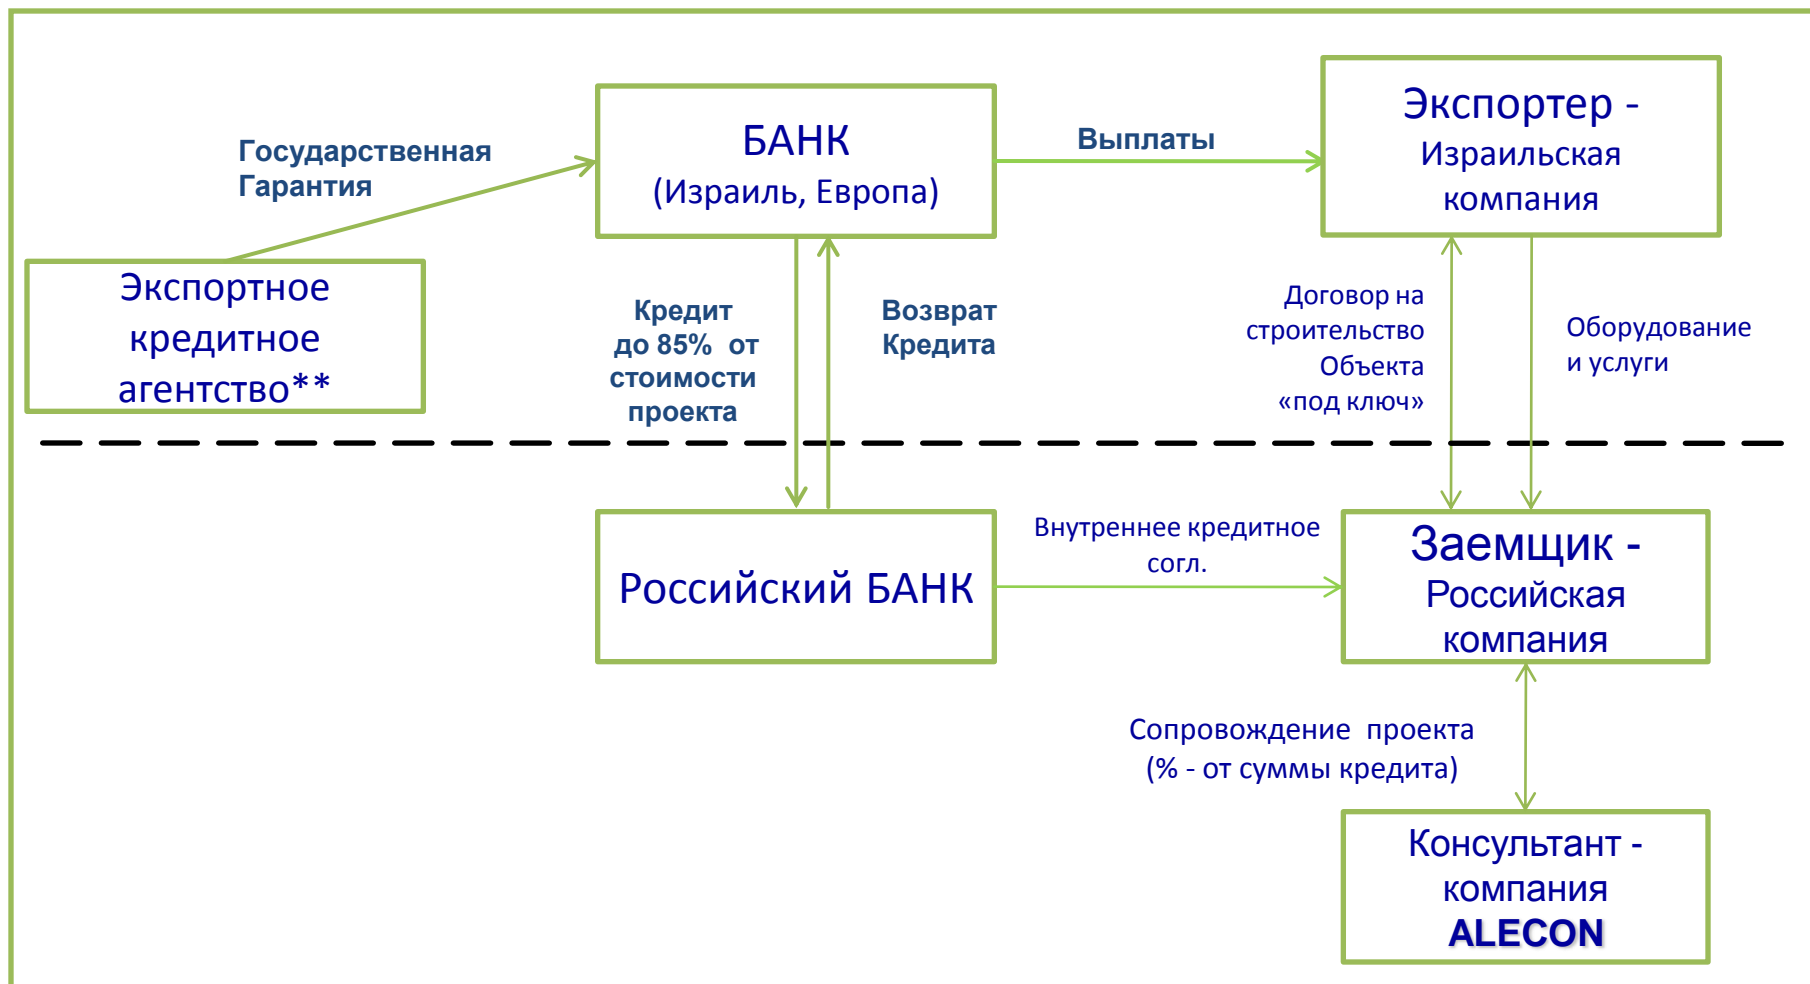 Государственная
Гарантия
БАНК
(Израиль, Европа)
Выплаты
Экспортер -
Израильская
компания
Экспортное
кредитное
агентство**
Кредит
до 85% от
стоимости
проекта
Возврат
Кредита
Договор на
строительство
Объекта
«под ключ»
Оборудование
и услуги
Российский БАНК
Внутреннее кредитное
согл.
Заемщик -
Российская
компания
Сопровождение проекта
(% - от суммы кредита)
Консультант -
компания
ALECON